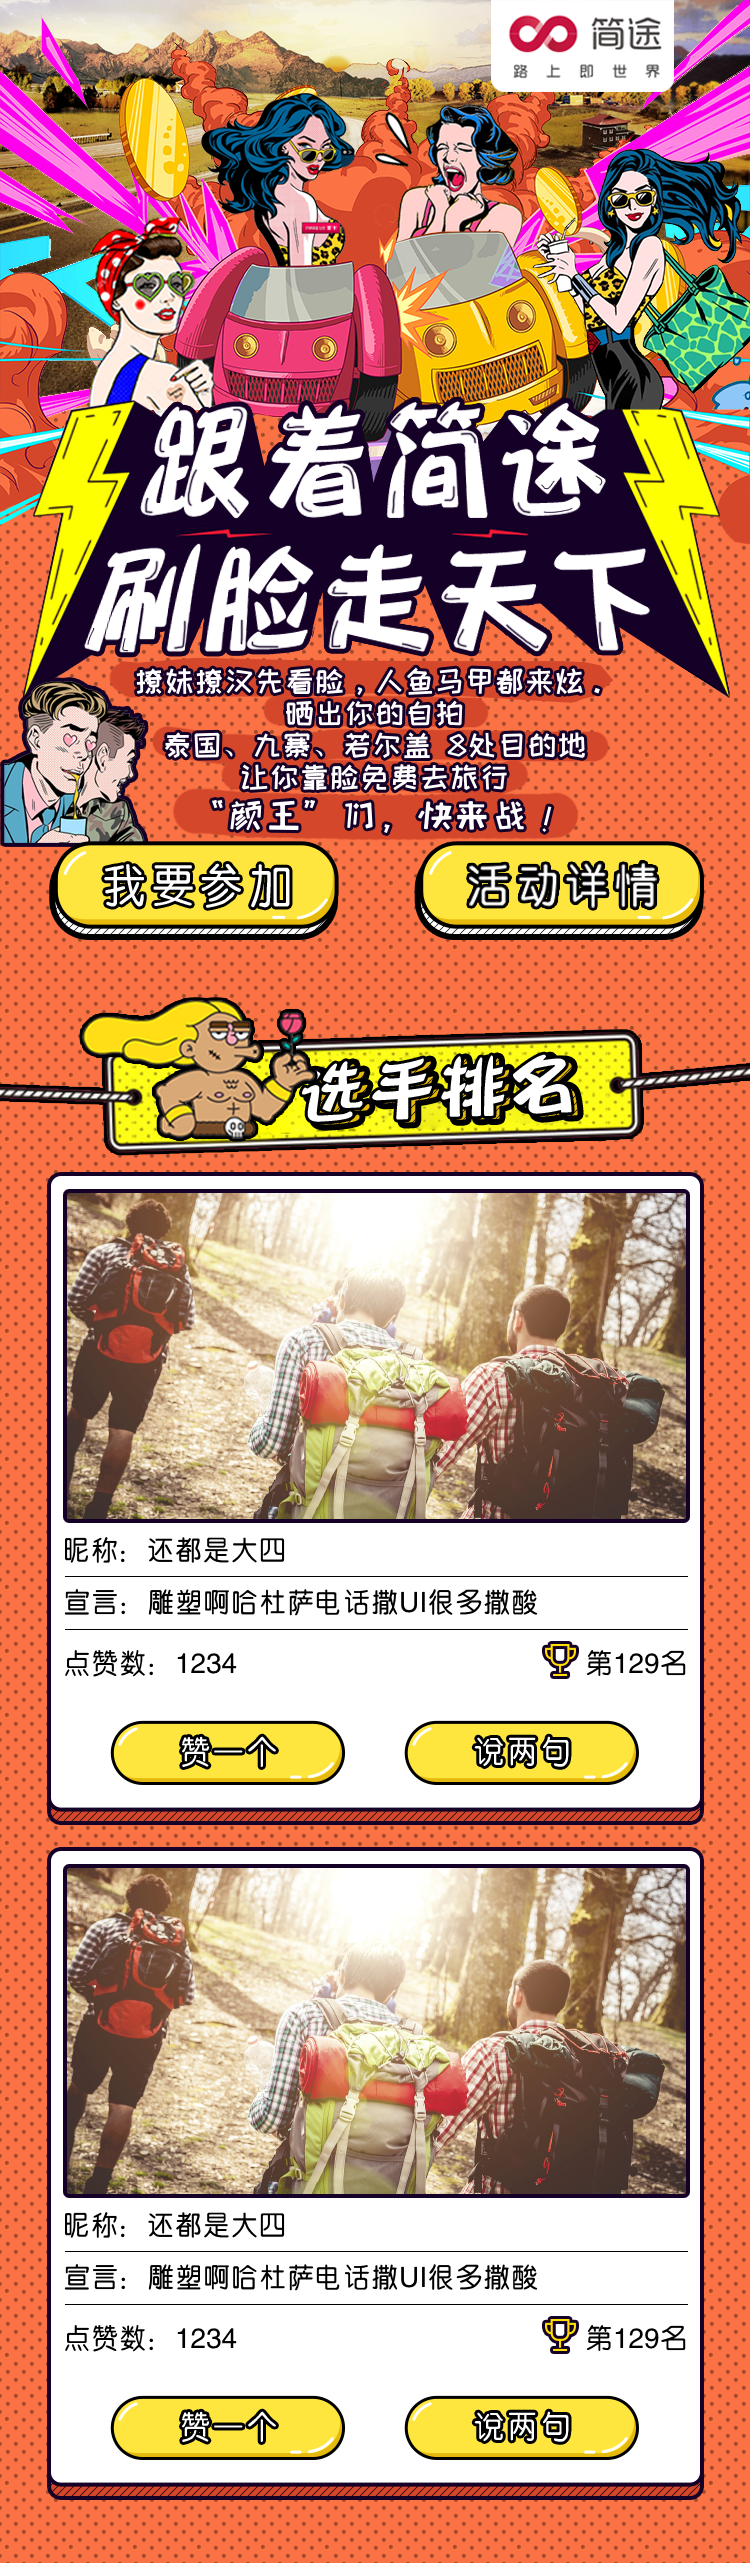 简途
路上即世界
跟着简途
刷脸走天下
撩妹撩汉先看脸，人鱼马甲都来炫。
晒出你的自拍
泰国、九寨、若尔盖 8处目的地
让你靠脸免费去旅行
“颜王”们，快来战！
我要参加
活动详情
选手排名
昵称：还都是大四
宣言：雕塑啊哈杜萨电话撒UI很多撒酸
点赞数：1234
第129名
赞一个
说两句
昵称：还都是大四
宣言：雕塑啊哈杜萨电话撒UI很多撒酸
点赞数：1234
第129名
赞一个
说两句